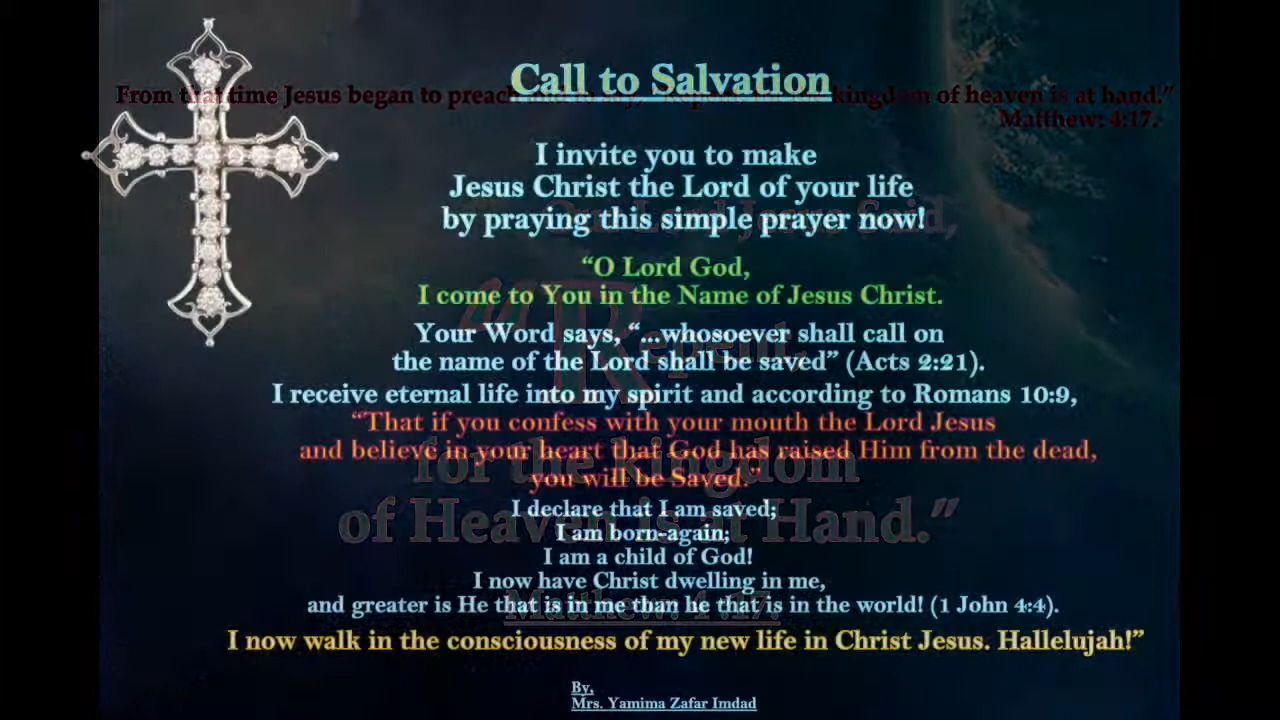 Call to Salvation
From that time Jesus began to preach kingdom of heaven is at hand.”
Matthew: 4:17.
I invite you to make
Jesus Christ the Lord of your life
by praying this simple prayer now!
Our Lord Jesus Said,
“O Lord God,
I come to You in the Name of Jesus Christ.
“Repent,
Your Word says, “...whosoever shall call on
the name of the Lord shall be saved” (Acts 2:21).
I receive eternal life into my spirit and according to Romans 10:9,
“That if you confess with your mouth the Lord Jesus
and believe in your heart that God has raised Him from the dead,
for the kingdom
you will be Saved.”
I declare that I am saved;
of Heaven is at Hand.”
I am born-again;
I am a child of God!
I now have Christ dwelling in me,
and greater is He that is in me than he that is in the world! (1 John 4:4).
Matthew: 4:17.
I now walk in the consciousness of my new life in Christ Jesus. Hallelujah!”
By,
Mrs. Yamima Zafar Imdad